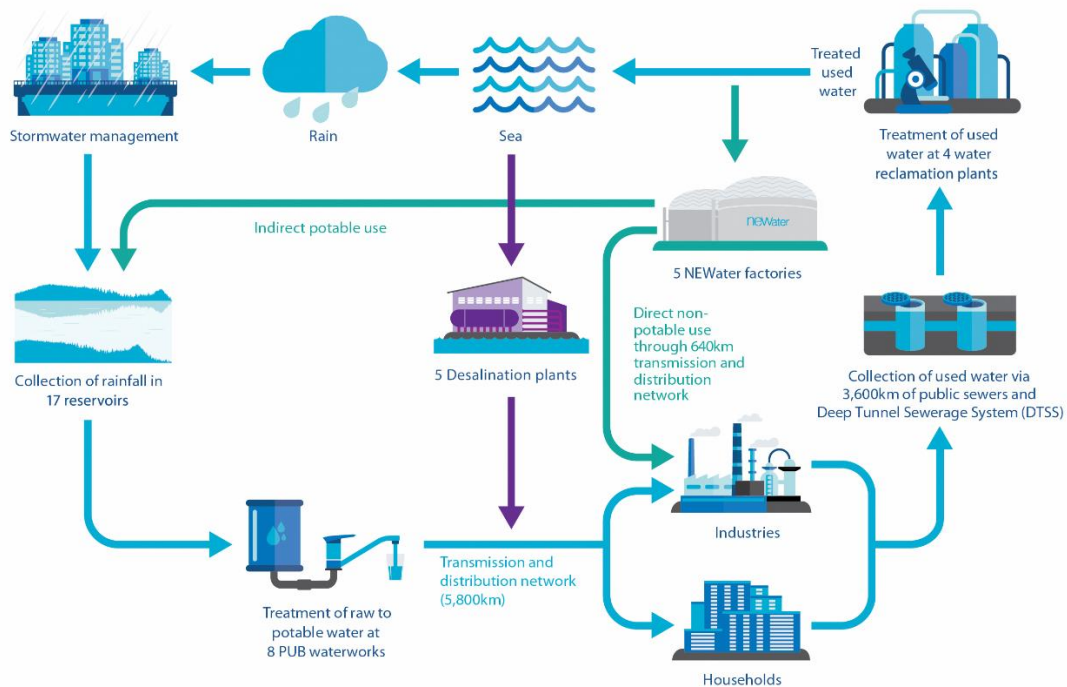 Treated
used
water
Stormwater management
Rain
Sea
Treatment of used
water at 4 water
reclamation plants
Indirect potable use
newater
5 NEWater factories
Direct non-
potable use
through 640km
transmission and
distribution
network
Collection of rainfall in
17 reservoirs
5 Desalination plants
Collection of used water via
3,600km of public sewers and
Deep Tunnel Sewerage System (DTSS)
Industries
Transmission and
distribution network
(5,800km)
Treatment of raw to
potable water at
8 PUB waterworks
Households